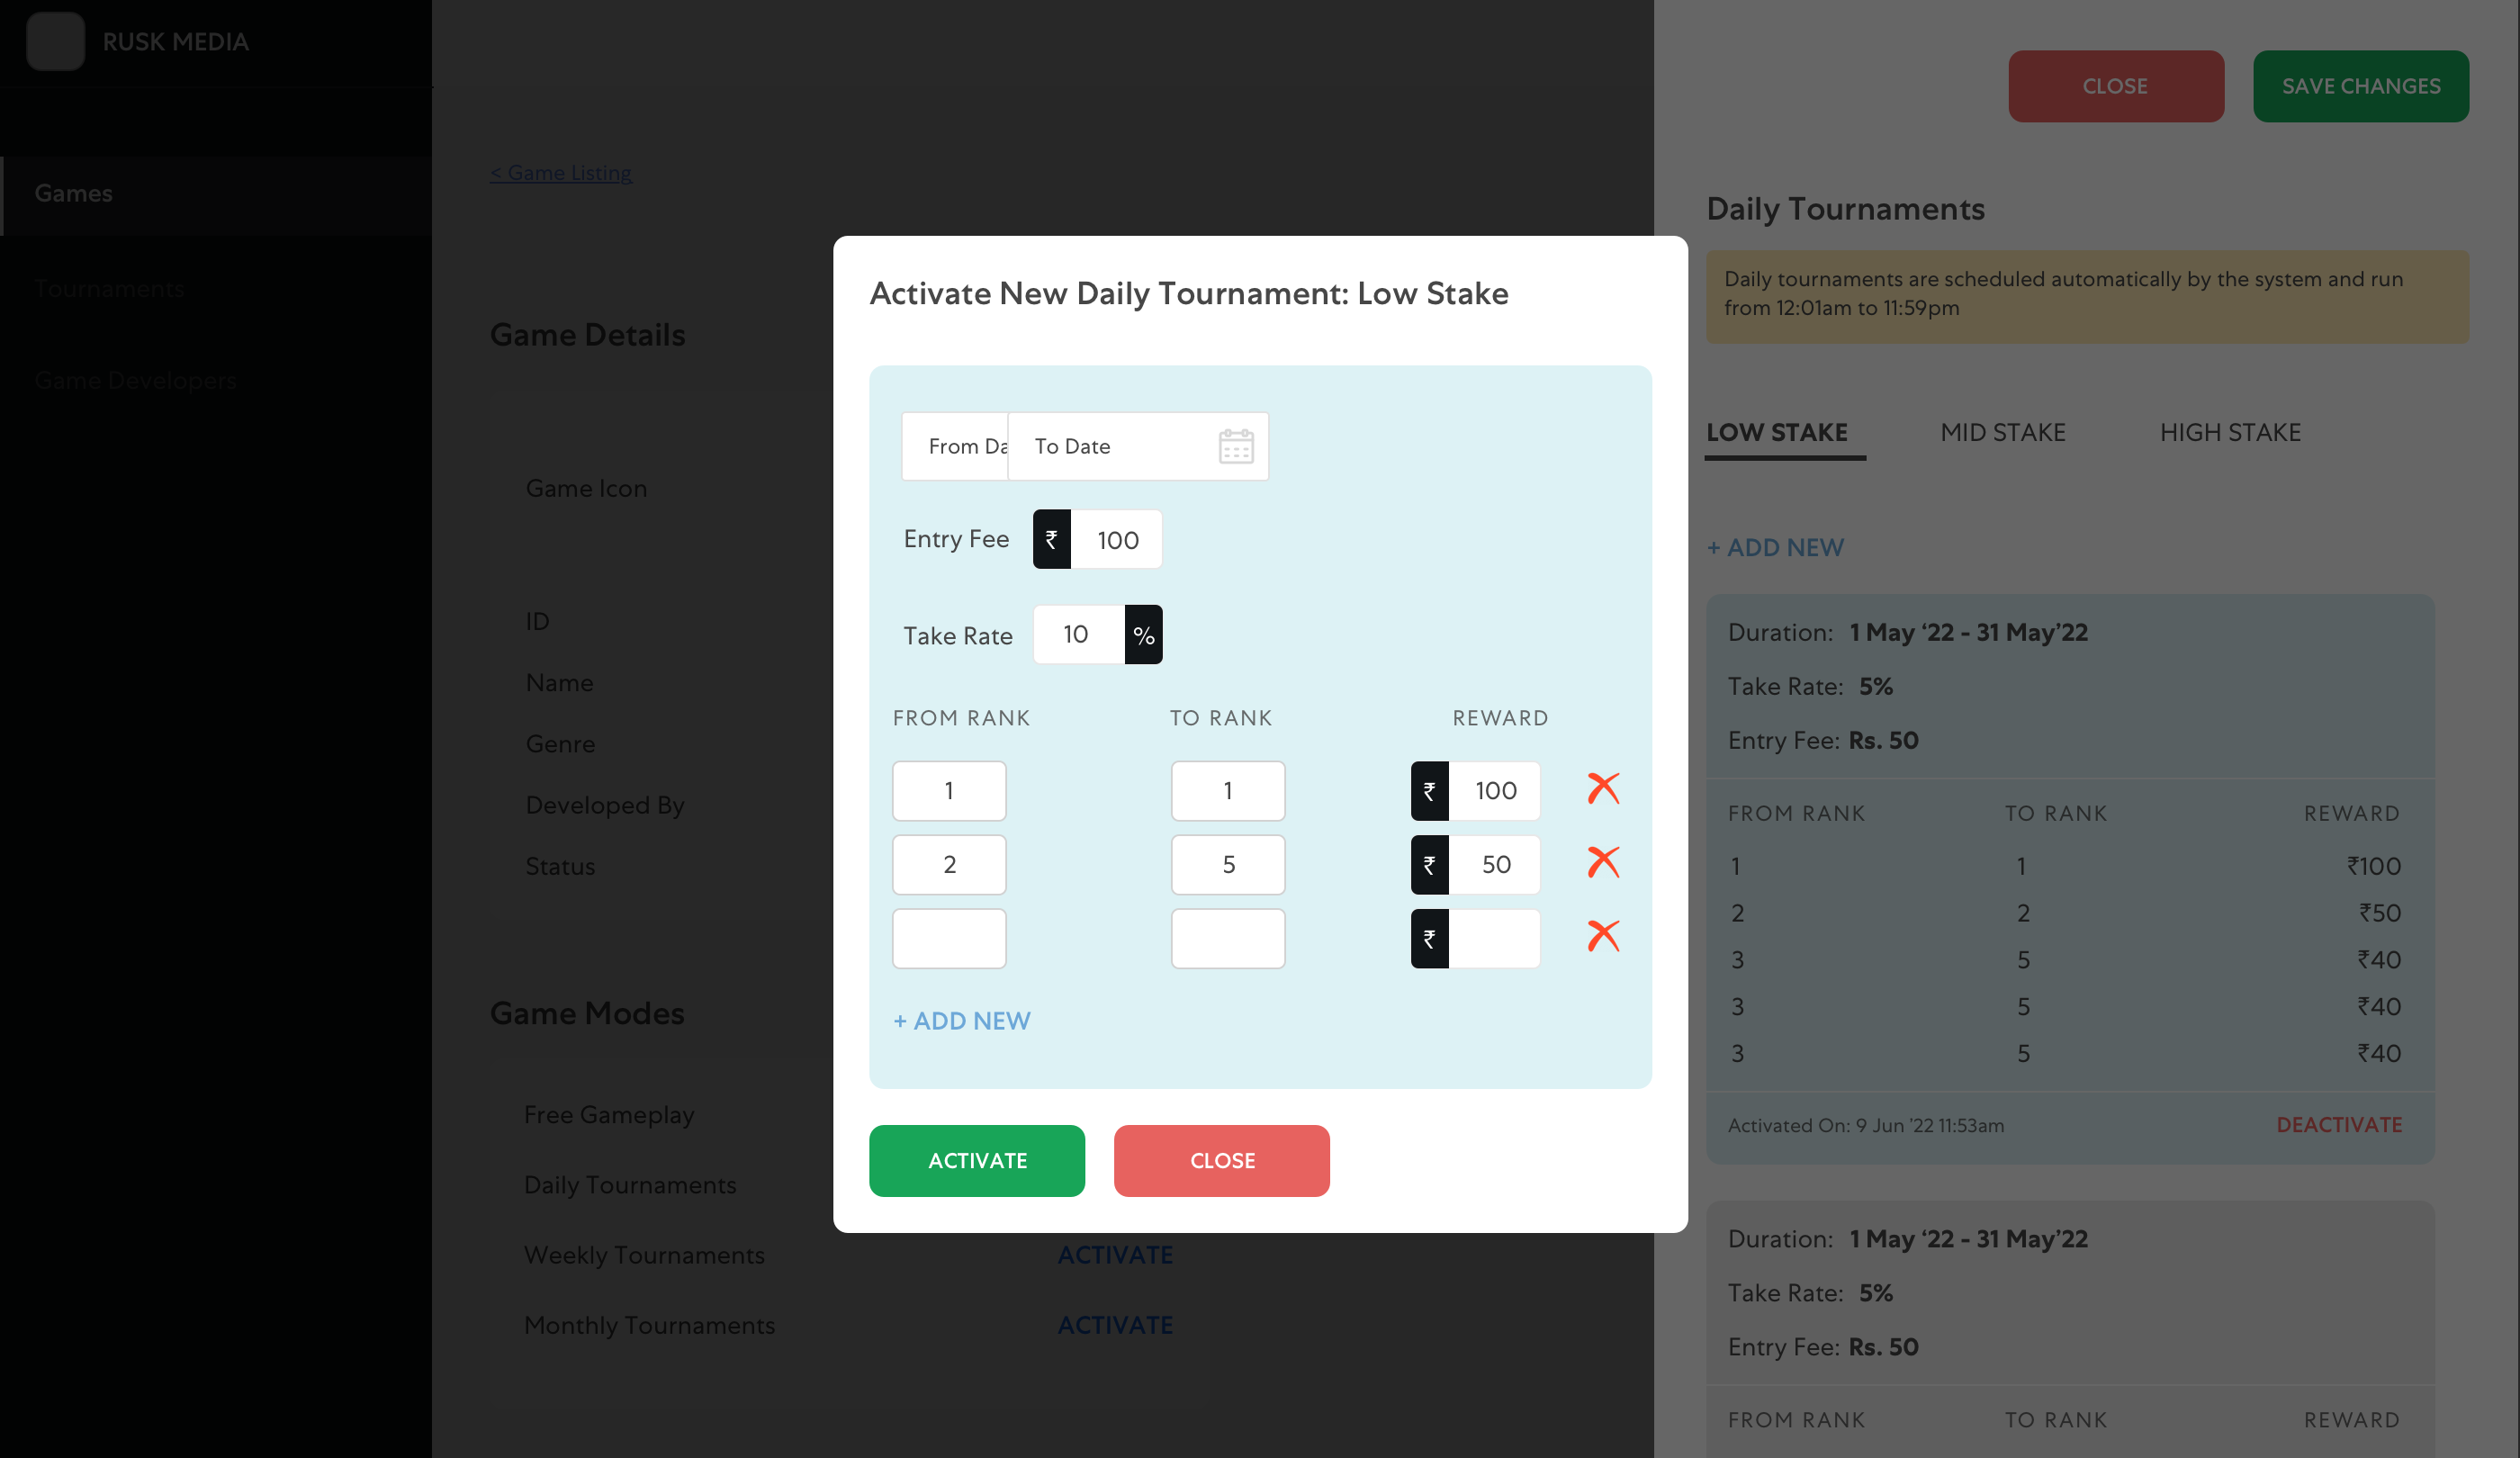 RUSK MEDIA
Games
Tournaments
Game Developers
< Game Listing
Game Details
Game Icon
ID
Name
Genre
Developed By
Status
Game Modes
Free Gameplay
Daily Tournaments
Weekly Tournaments ACTIVATE
Monthly Tournaments ACTIVATE
Activate New Daily Tournament: Low Stake
From Da To Date
Entry Fee ₹ 100
Take Rate 10 %
FROM RANK TO RANK REWARD
1 1 ₹ 100
2 5 ₹ 50
₹
+ ADD NEW
ACTIVATE CLOSE
CLOSE SAVE CHANGES
Daily Tournaments
Daily tournaments are scheduled automatically by the system and run
from 12:01am to 11:59pm
LOW STAKE MID STAKE HIGH STAKE
+ ADD NEW
Duration: 1 May ‘22 - 31 May’22
Take Rate: 5%
Entry Fee: Rs. 50
FROM RANK TO RANK REWARD
1 1 ₹100
2 2 ₹50
3 5 ₹40
3 5 ₹40
3 5 ₹40
Activated On: 9 Jun ’22 11:53am DEACTIVATE
Duration: 1 May ‘22 - 31 May’22
Take Rate: 5%
Entry Fee: Rs. 50
FROM RANK TO RANK REWARD